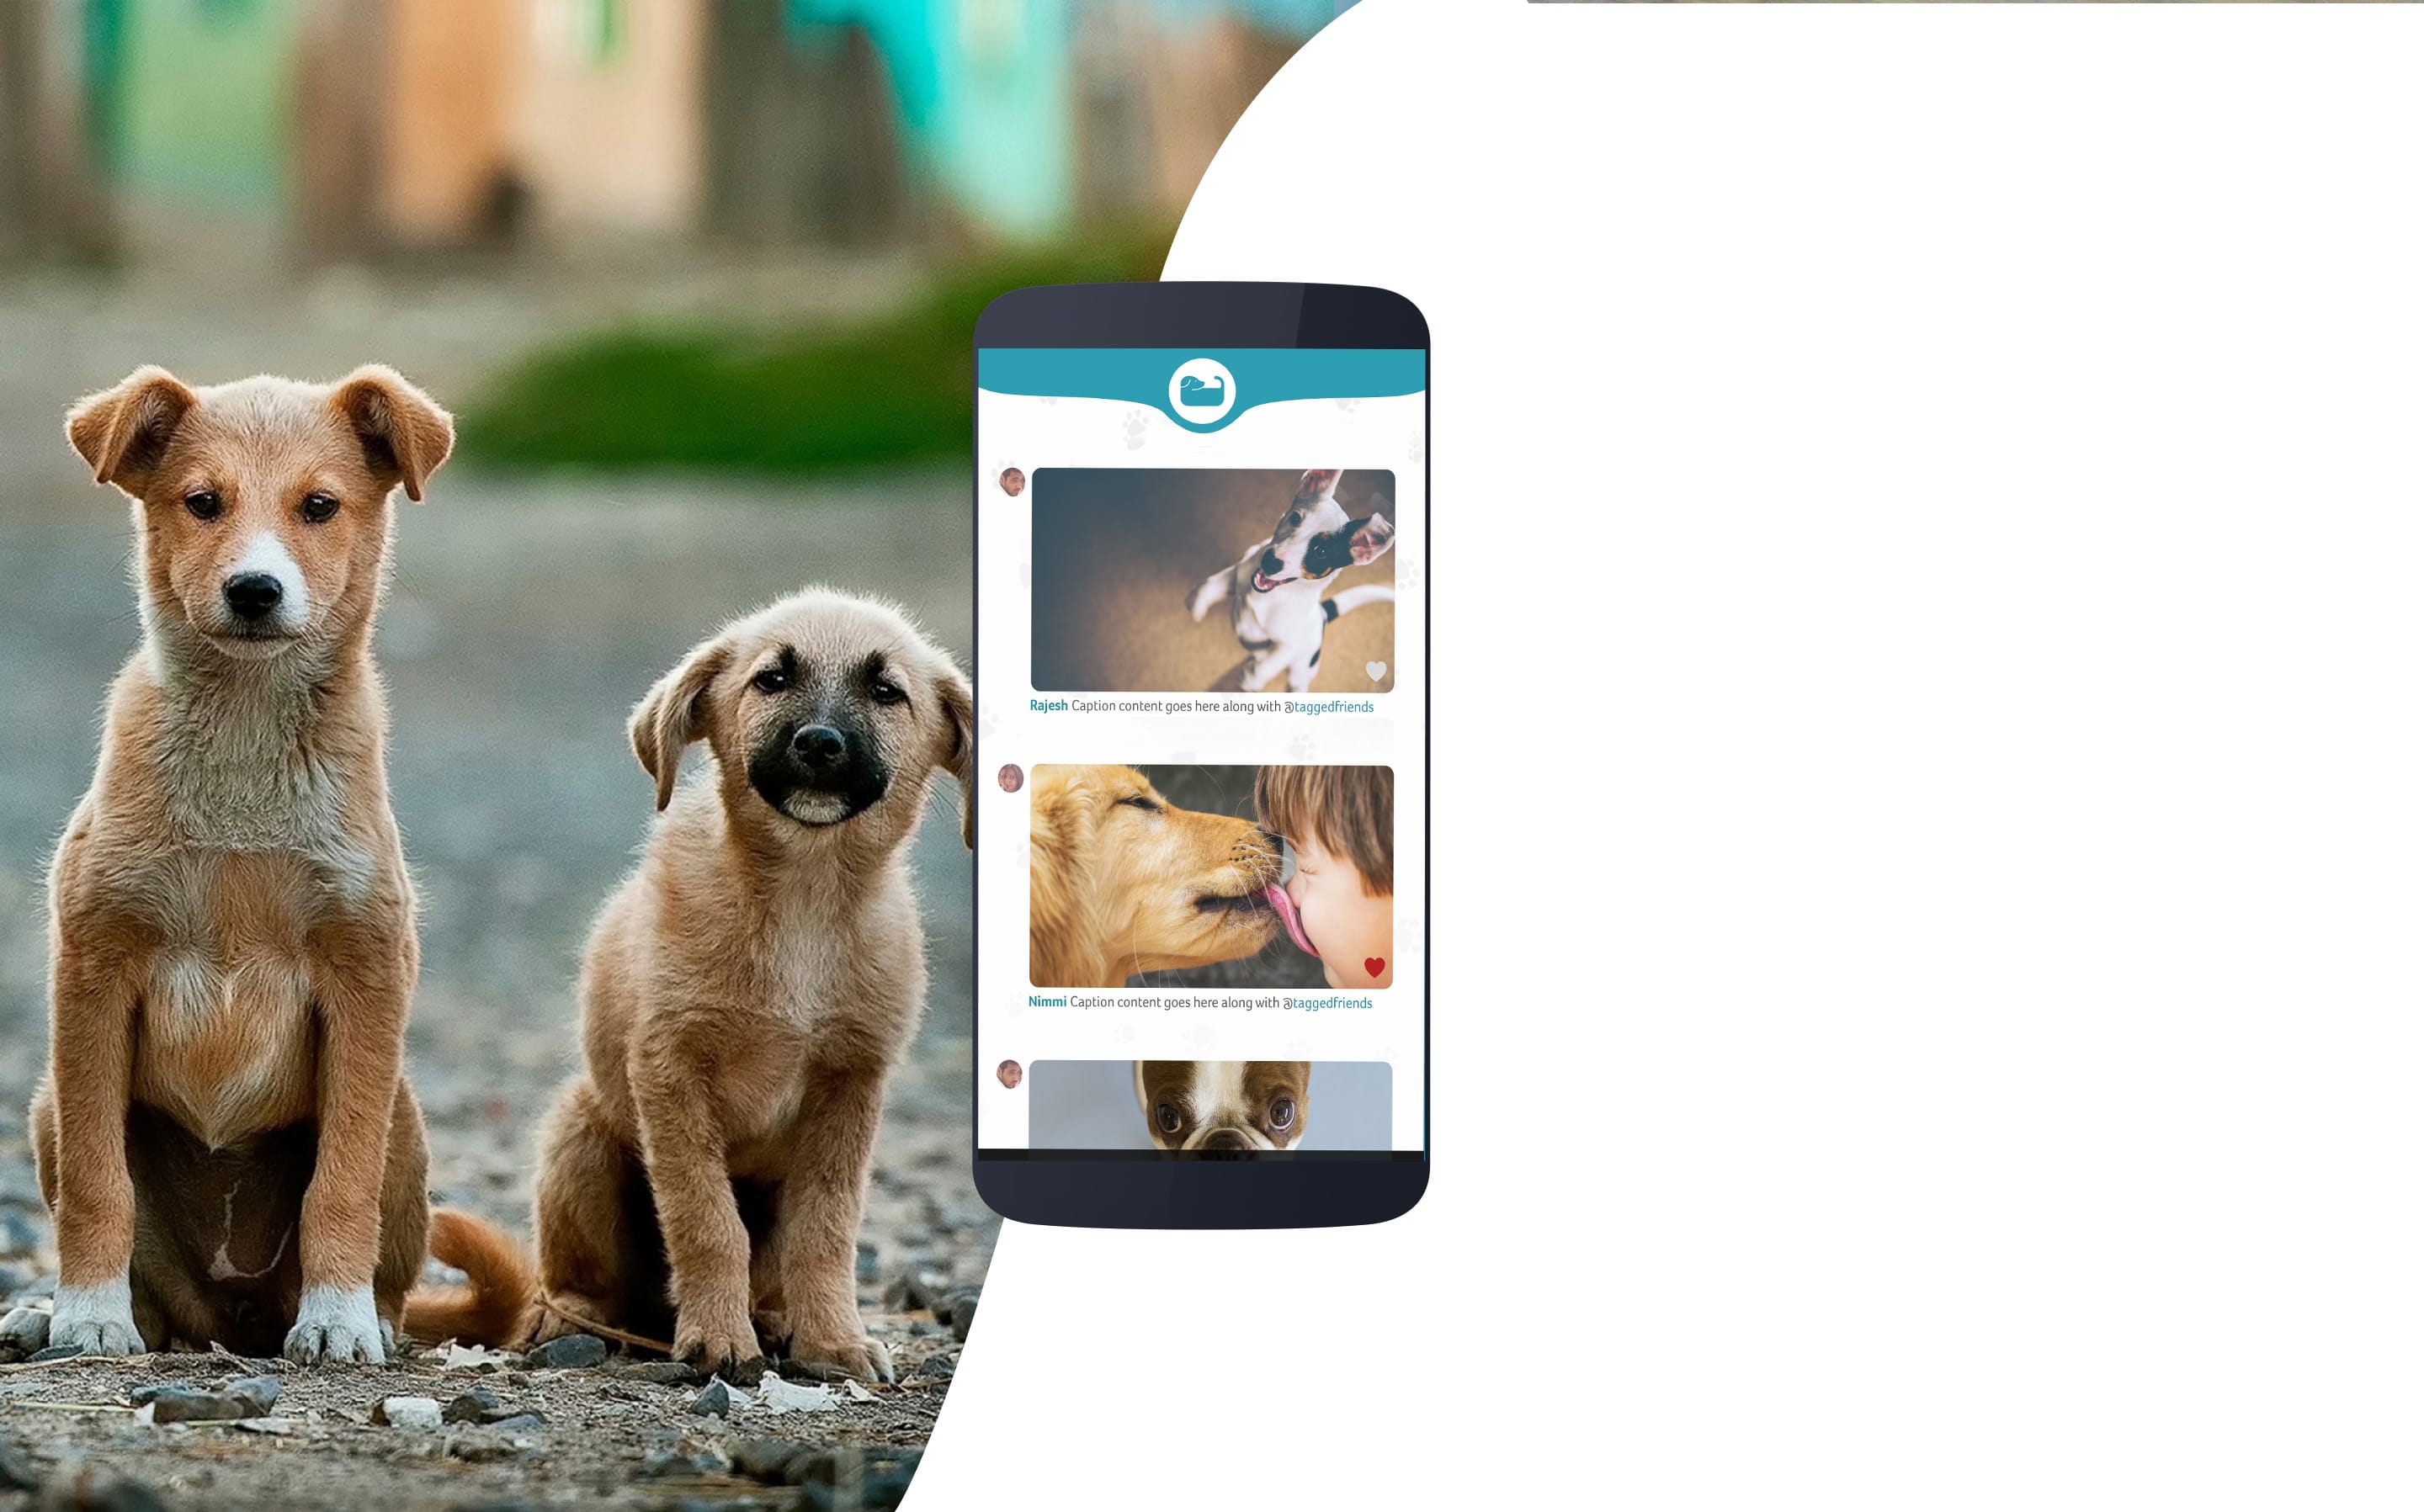 Rajesh Caption content goes here along with @taggedfriends
Nimmi Caption content goes here along with @taggedfriends